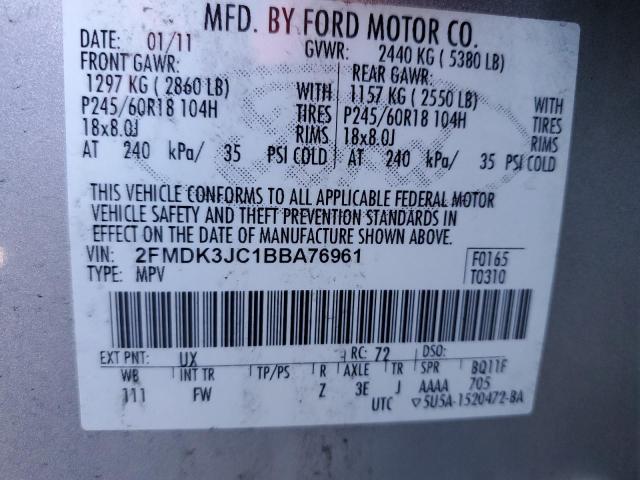 MFD. BY FORD MOTOR CO.
DATE: 01/11 GVWR: 2440 KG ( 5380 LB)
FRONT GAWR: REAR GAWR:
1297 KG ( 2860 LB) WITH 1157 KG ( 2550 LB) WITH
P245/60R18 104H TIRES P245/60R18 104H TIRES
18x8.0J RIMS 18x8.0J RIMS
AT 240 kPa/ 35 PSI COLD AT 240 kPa/ 35 PSI COLD
THIS VEHICLE CONFORMS TO ALL APPLICABLE FEDERAL MOTOR
VEHICLE SAFETY AND THEFT PREVENTION STANDARDS IN
EFFECT ON THE DATE OF MANUFACTURE SHOWN ABOVE.
VIN: 2FMDK3JC1BBA76961 F0165
TYPE: MPV T0310
EXT PNT: UX RC: 72 DSO:
WB INT TR TP/PS R AXLE TR SPR BQ11F
111 FW Z 3E J AAAA 705
UTC ▽5U5A-1520472-BA